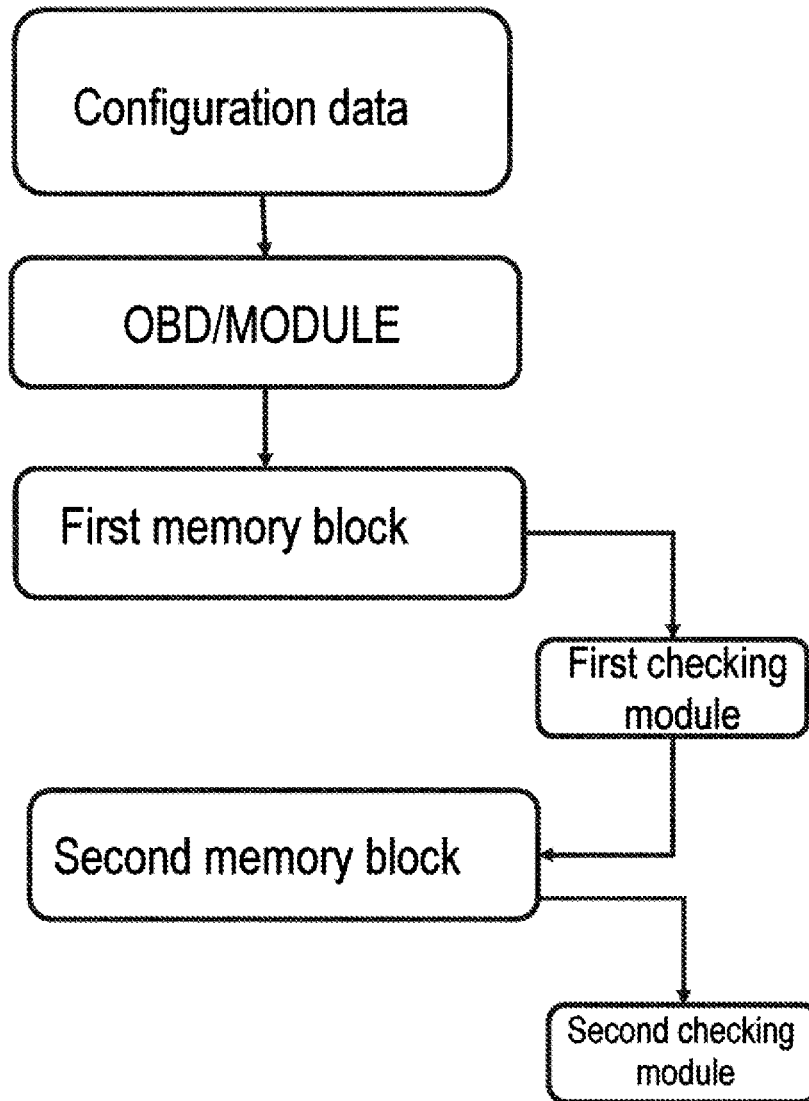 Configuration data
OBD/MODULE
First memory block
First checking
module
Second memory block
Second checking
module